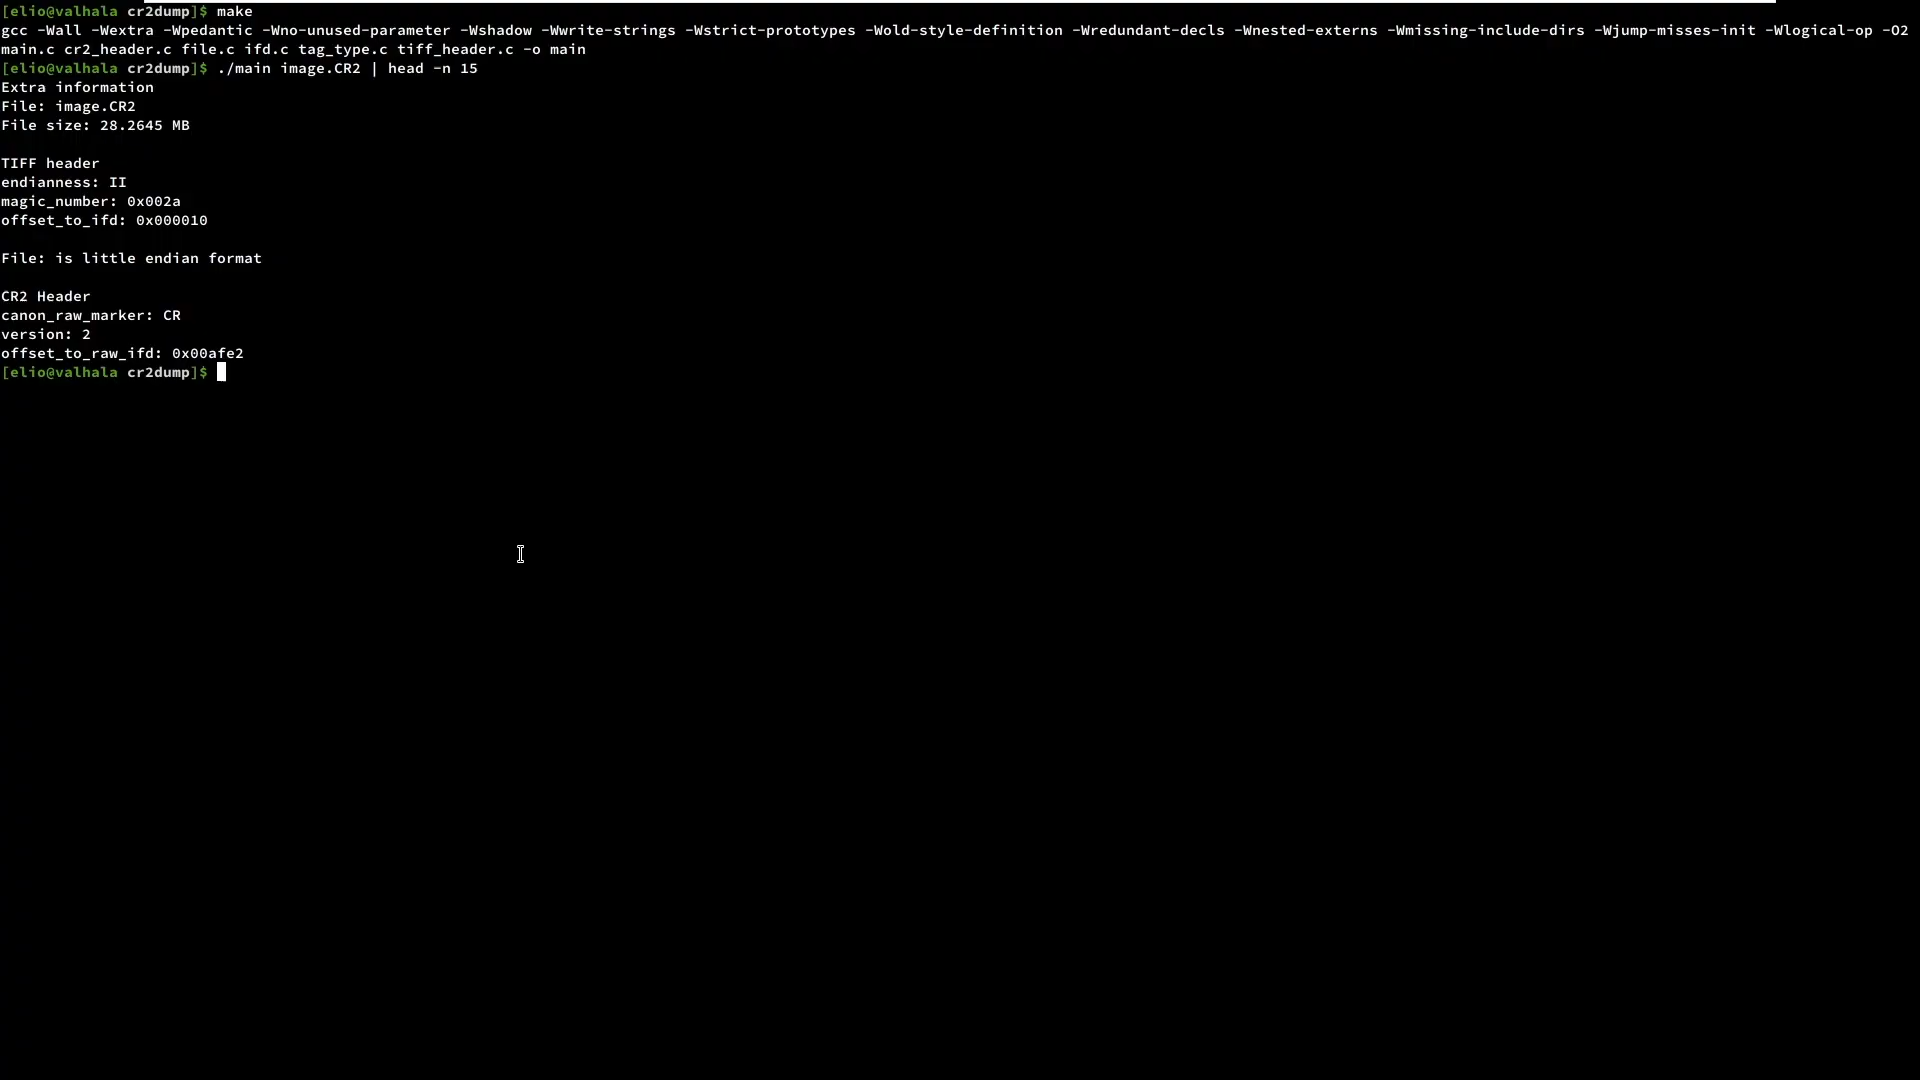 [elio@valhala cr2dump]$ make
gcc -Wall -Wextra -Wpedantic -Wno-unused-parameter -Wshadow -Wwrite-strings -Wstrict-prototypes -Wold-style-definition -Wredundant-decls -Wnested-externs -Wmissing-include-dirs -Wjump-misses-init -Wlogical-op -O2
main.c cr2_header.c file.c ifd.c tag_type.c tiff_header.c -o main
[elio@valhala cr2dump]$ ./main image.CR2 | head -n 15
Extra information
File: image.CR2
File size: 28.2645 MB
TIFF header
endianness: II
magic_number: 0x002a
offset_to_ifd: 0x000010
File: is little endian format
CR2 Header
canon_raw_marker: CR
version: 2
offset_to_raw_ifd: 0x00afe2
[elio@valhala cr2dump]$